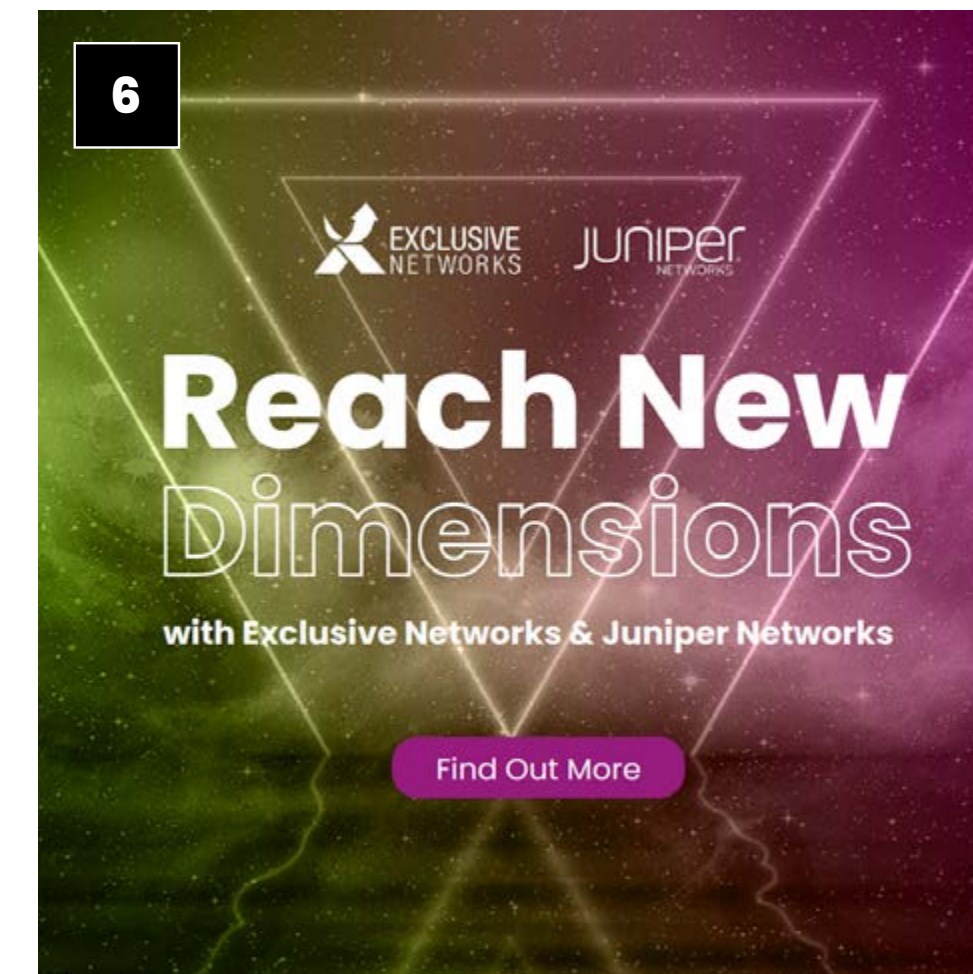 6
EXCLUSIVE
NETWORKS
JUNIPER
NETWORKS
Reach New
Dimensions
with Exclusive Networks & Juniper Networks
Find Out More